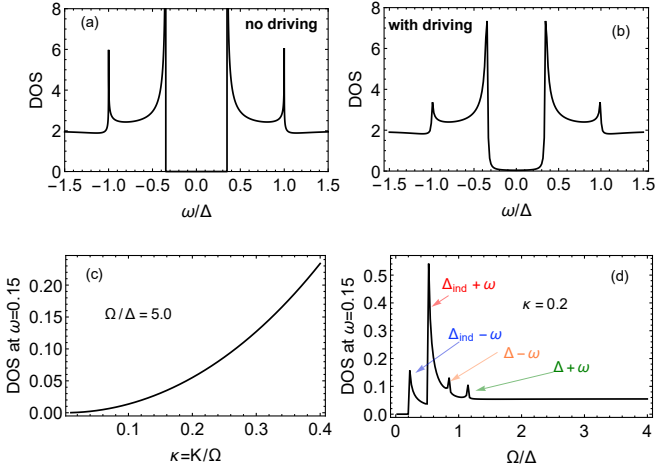 (a)
no driving
8
6
4
2
0
DOS
−1.5 −1.0 −0.5 0.0 0.5 1.0 1.5
ω/Δ
with driving
(b)
8
6
4
2
0
DOS
−1.5 −1.0 −0.5 0.0 0.5 1.0 1.5
ω/Δ
(c)
Ω/Δ = 5.0
0.20
0.15
0.10
0.05
0.00
DOS at ω=0.15
0.1 0.2 0.3 0.4
κ=K/Ω
(d)
κ = 0.2
Δind + ω
Δind − ω
Δ − ω
Δ + ω
0.5
0.4
0.3
0.2
0.1
0.0
DOS at ω=0.15
0 1 2 3 4
Ω/Δ